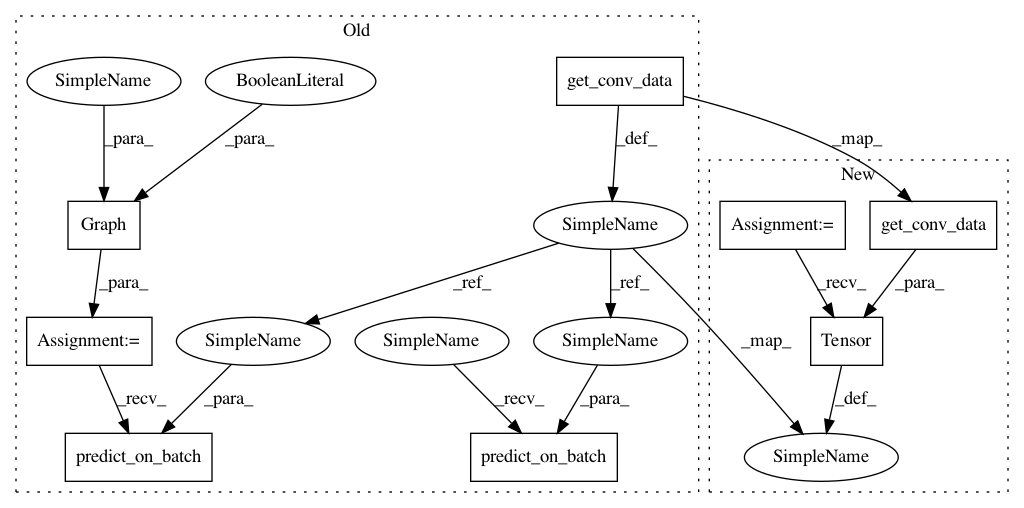 Old
SimpleName
BooleanLiteral
get_conv_data
_para_
_para_
_def_
_map_
New
Graph
SimpleName
Assignment:=
get_conv_data
_para_
_ref_
_ref_
_recv_
_para_
Assignment:=
SimpleName
SimpleName
SimpleName
Tensor
_map_
_recv_
_para_
_recv_
_para_
_def_
predict_on_batch
predict_on_batch
SimpleName